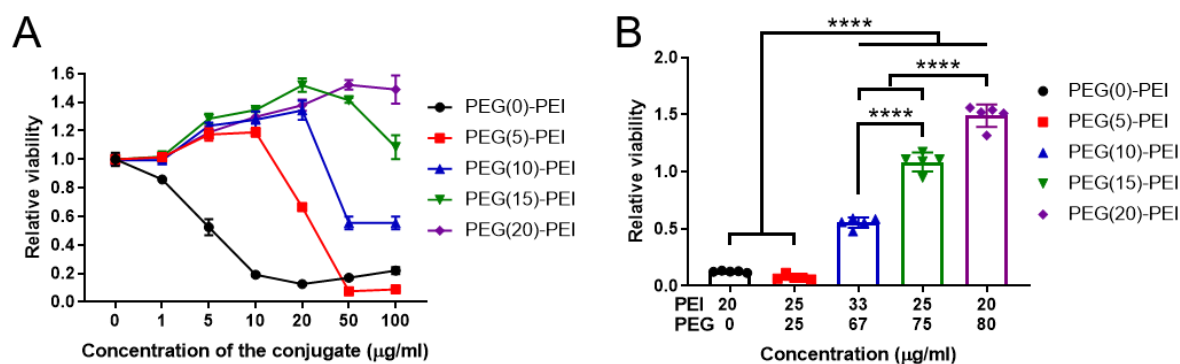 A
Relative viability
1.6
1.4
1.2
1.0
0.8
0.6
0.4
0.2
0.0
0 1 5 10 20 50 100
Concentration of the conjugate (μg/ml)
PEG(0)-PEI
PEG(5)-PEI
PEG(10)-PEI
PEG(15)-PEI
PEG(20)-PEI
B
Relative viability
2.0
1.5
1.0
0.5
0.0
****
****
****
PEI 20 25 33 25 20
PEG 0 25 67 75 80
Concentration (μg/ml)
PEG(0)-PEI
PEG(5)-PEI
PEG(10)-PEI
PEG(15)-PEI
PEG(20)-PEI